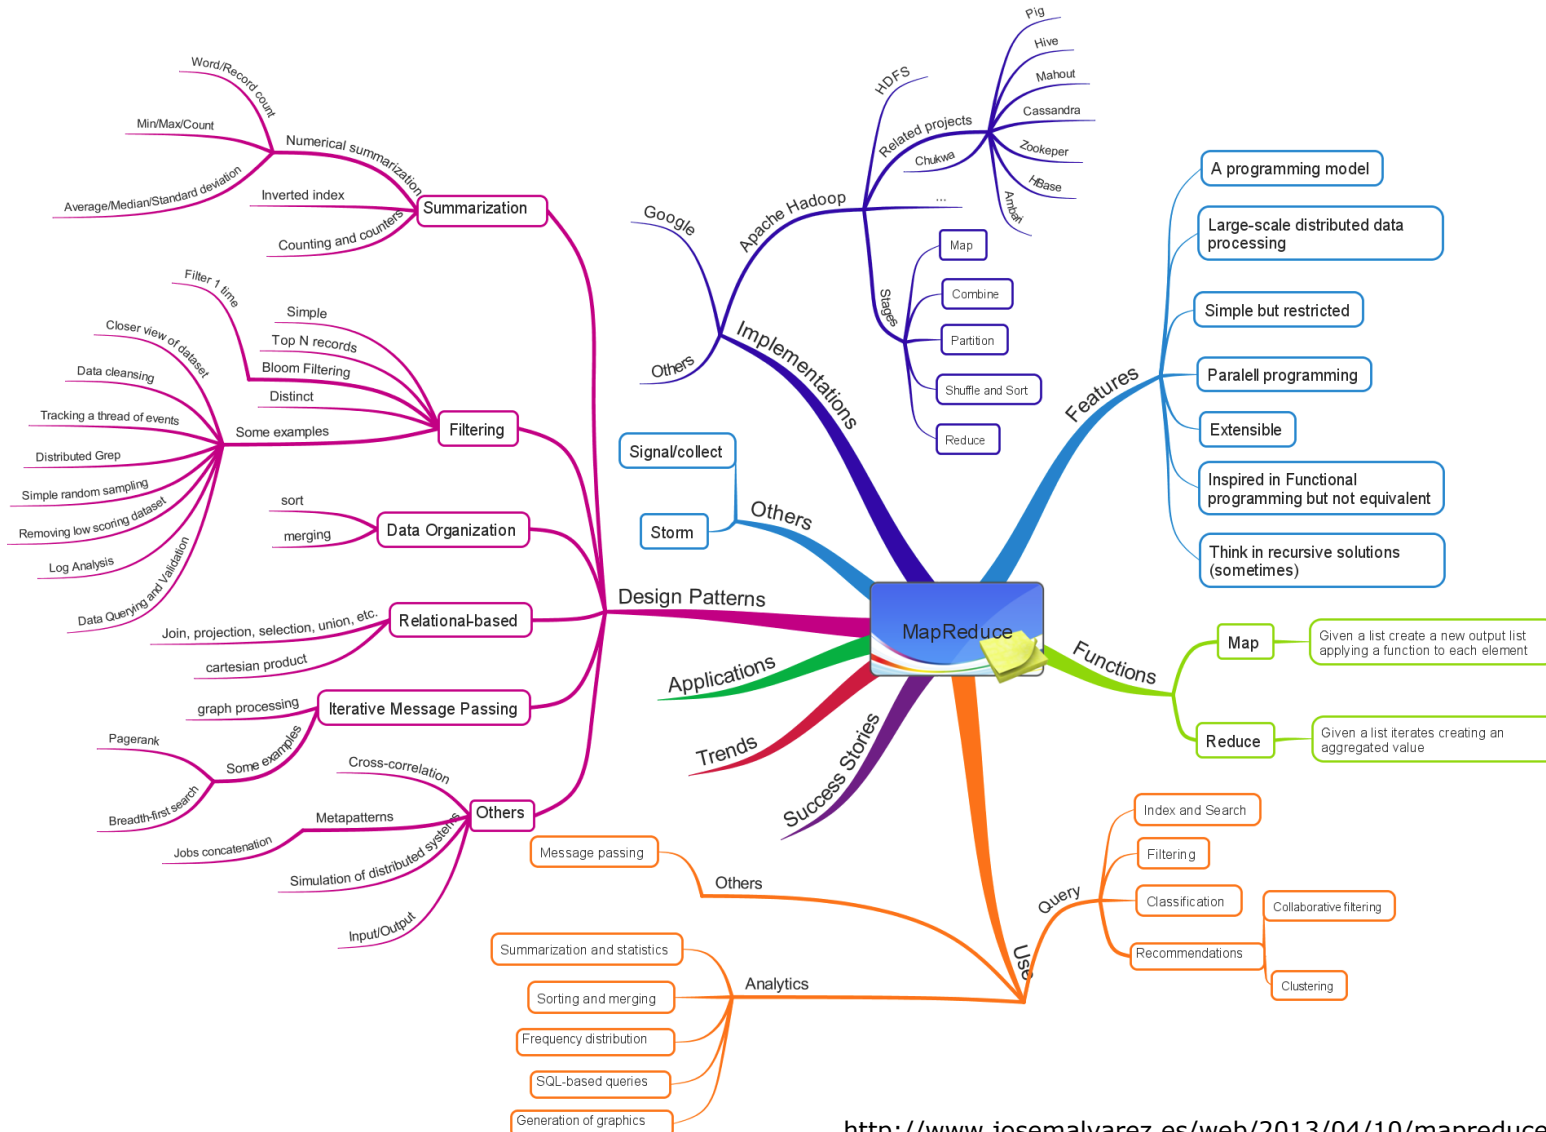 MapReduce
Features
A programming model
Large-scale distributed data
processing
Simple but restricted
Paralell programming
Extensible
Inspired in Functional
programming but not equivalent
Think in recursive solutions
(sometimes)
Functions
Map
Given a list create a new output list
applying a function to each element
Reduce
Given a list iterates creating an
aggregated value
Use
Query
Index and Search
Filtering
Classification
Recommendations
Collaborative filtering
Clustering
Others
Message passing
Analytics
Summarization and statistics
Sorting and merging
Frequency distribution
SQL-based queries
Generation of graphics
Success Stories
Trends
Applications
Design Patterns
Summarization
Numerical summarization
Word/Record count
Min/Max/Count
Average/Median/Standard deviation
Inverted index
Counting and counters
Filtering
Simple
Top N records
Bloom Filtering
Filter 1 time
Distinct
Some examples
Closer view of dataset
Data cleansing
Tracking a thread of events
Distributed Grep
Simple random sampling
Removing low scoring dataset
Log Analysis
Data Querying and Validation
Data Organization
sort
merging
Relational-based
Join, projection, selection, union, etc.
cartesian product
Iterative Message Passing
graph processing
Some examples
Pagerank
Breadth-first search
Others
Cross-correlation
Metapatterns
Jobs concatenation
Simulation of distributed systems
Input/Output
Others
Signal/collect
Storm
Implementations
Google
Apache Hadoop
HDFS
Related projects
Pig
Hive
Mahout
Cassandra
Zookeper
HBase
Ambari
Chukwa
...
Stages
Map
Combine
Partition
Shuffle and Sort
Reduce
Others
http://www.josemalvarez.es/web/2013/04/10/mapreduce